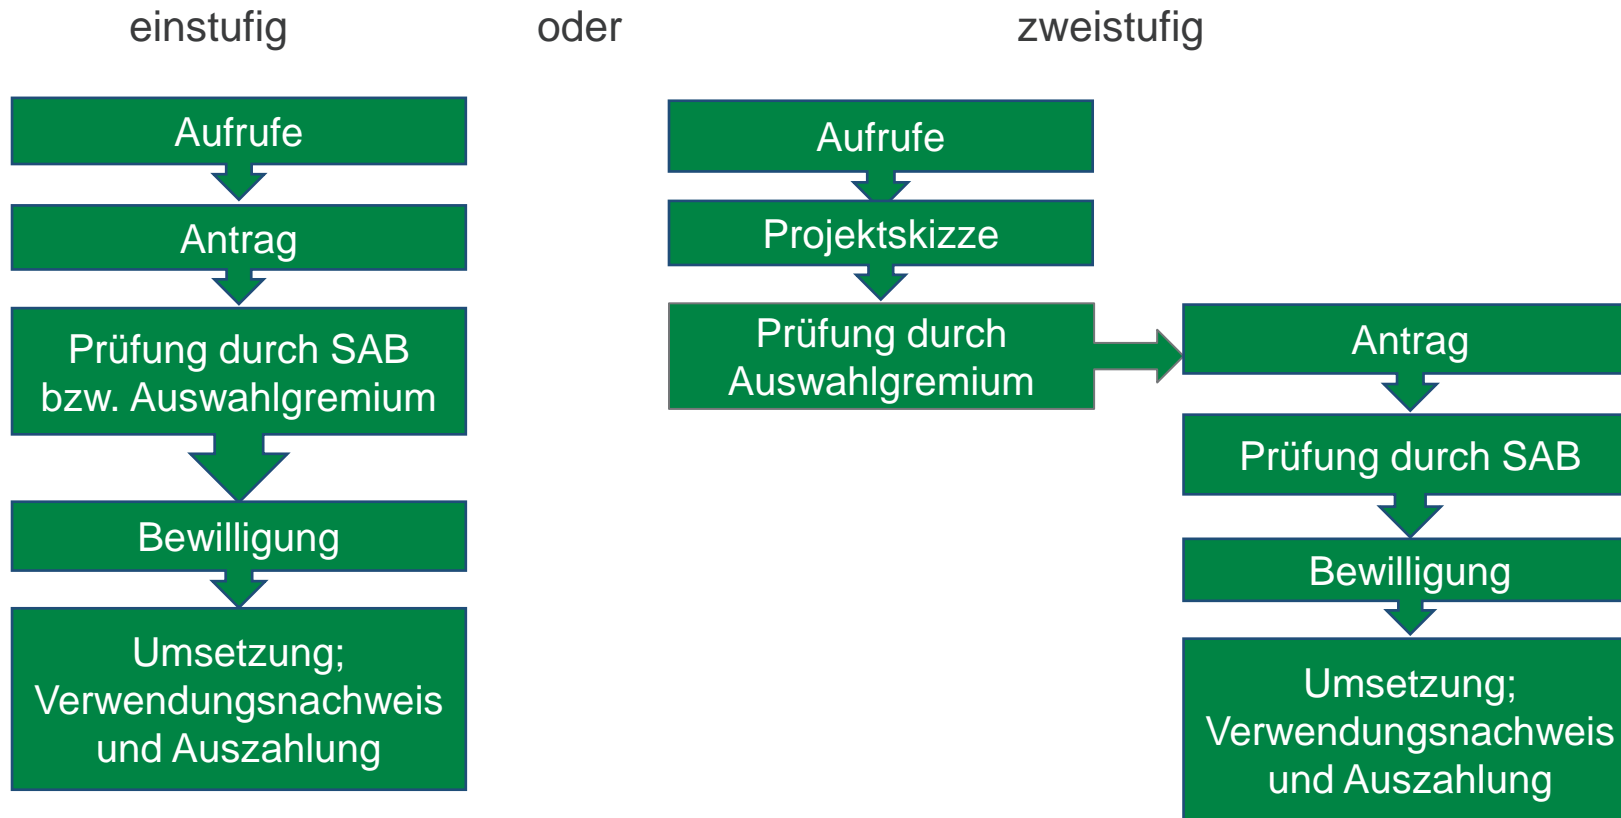 einstufig oder zweistufig
Aufrufe
Antrag
Prüfung durch SAB
bzw. Auswahlgremium
Bewilligung
Umsetzung;
Verwendungsnachweis
und Auszahlung
Aufrufe
Projektskizze
Prüfung durch
Auswahlgremium
Antrag
Prüfung durch SAB
Bewilligung
Umsetzung;
Verwendungsnachweis
und Auszahlung